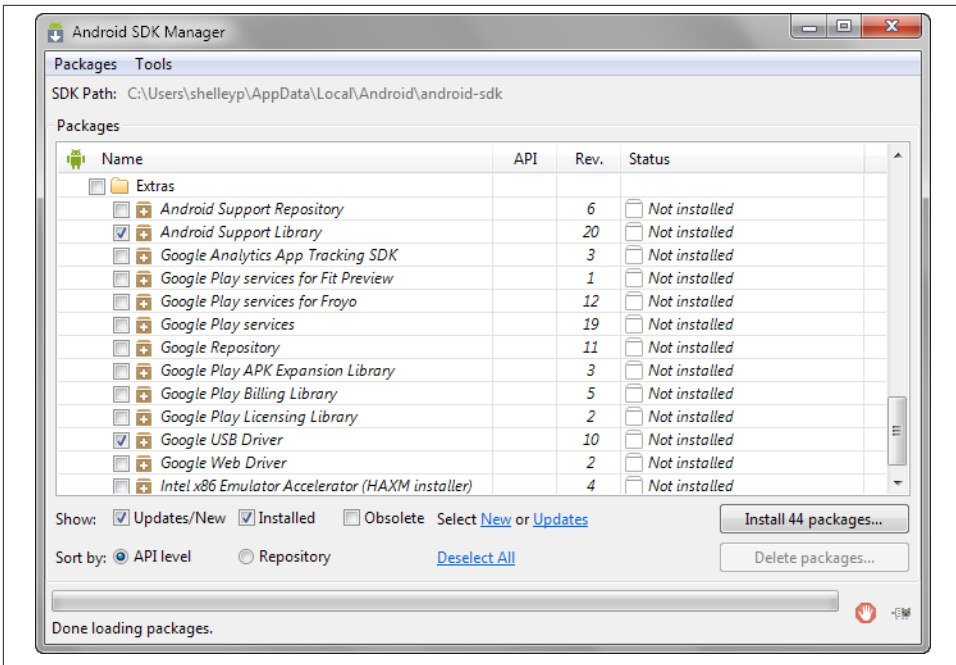 Android SDK Manager
Packages Tools
SDK Path: C:\Users\shelleyp\AppData\Local\Android\android-sdk
Packages
Name API Rev. Status
Extras
Android Support Repository 6 Not installed
Android Support Library 20 Not installed
Google Analytics App Tracking SDK 3 Not installed
Google Play services for Fit Preview 1 Not installed
Google Play services for Froyo 12 Not installed
Google Play services 19 Not installed
Google Repository 11 Not installed
Google Play APK Expansion Library 3 Not installed
Google Play Billing Library 5 Not installed
Google Play Licensing Library 2 Not installed
Google USB Driver 10 Not installed
Google Web Driver 2 Not installed
Intel x86 Emulator Accelerator (HAXM installer) 4 Not installed
Show: Updates/New Installed Obsolete Select New or Updates Install 44 packages...
Sort by: API level Repository Deselect All Delete packages...
Done loading packages.